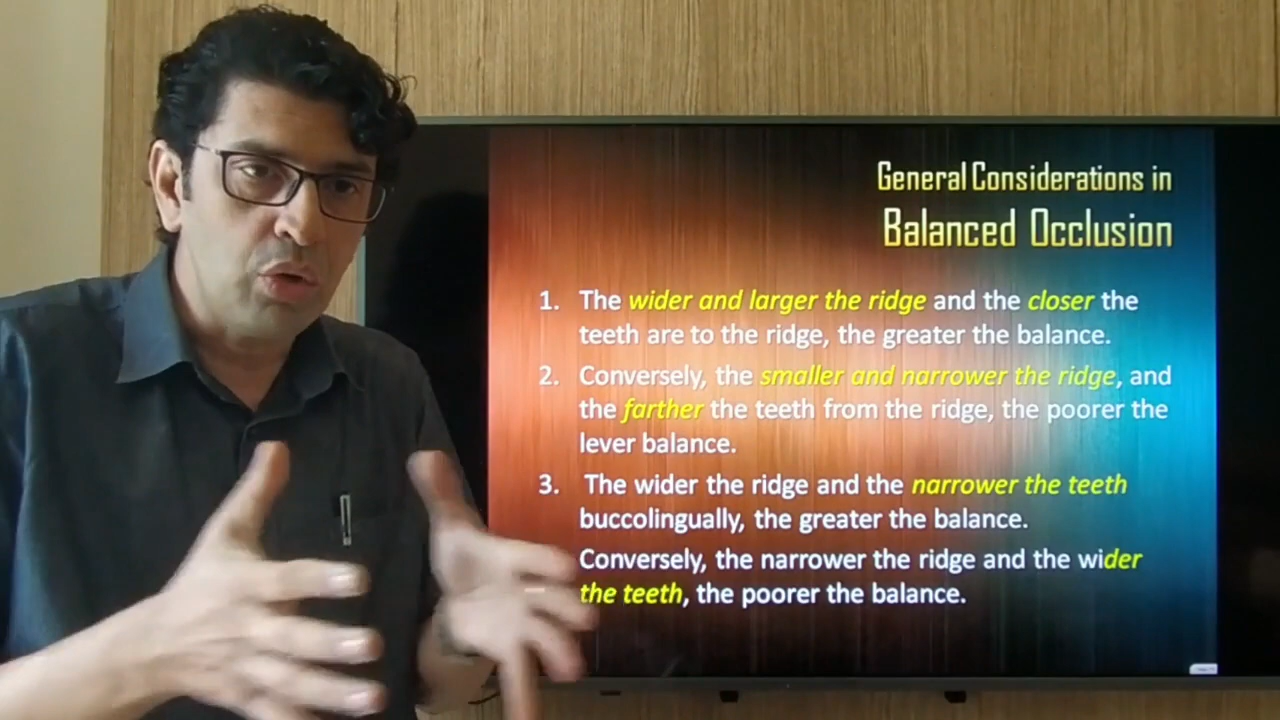 General Considerations in
Balanced Occlusion
1. The wider and larger the ridge and the closer the
teeth are to the ridge, the greater the balance.
2. Conversely, the smaller and narrower the ridge, and
the farther the teeth from the ridge, the poorer the
lever balance.
3. The wider the ridge and the narrower the teeth
buccolingually, the greater the balance.
Conversely, the narrower the ridge and the wider
the teeth, the poorer the balance.